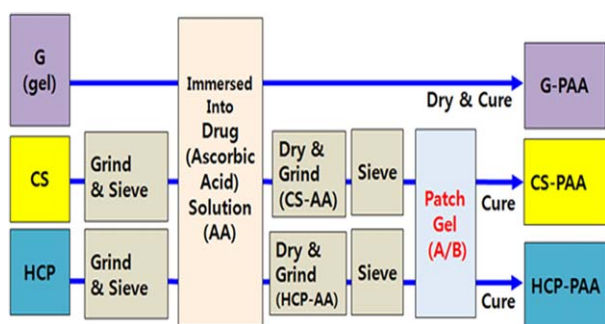 G
(gel)
Immersed
Into
Drug
(Ascorbic
Acid)
Solution
(AA)
Dry & Cure
G-PAA
CS
Grind
& Sieve
Dry &
Grind
(CS-AA)
Sieve
Patch
Gel
(A/B)
Cure
CS-PAA
HCP
Grind
& Sieve
Dry &
Grind
(HCP-AA)
Sieve
Cure
HCP-PAA